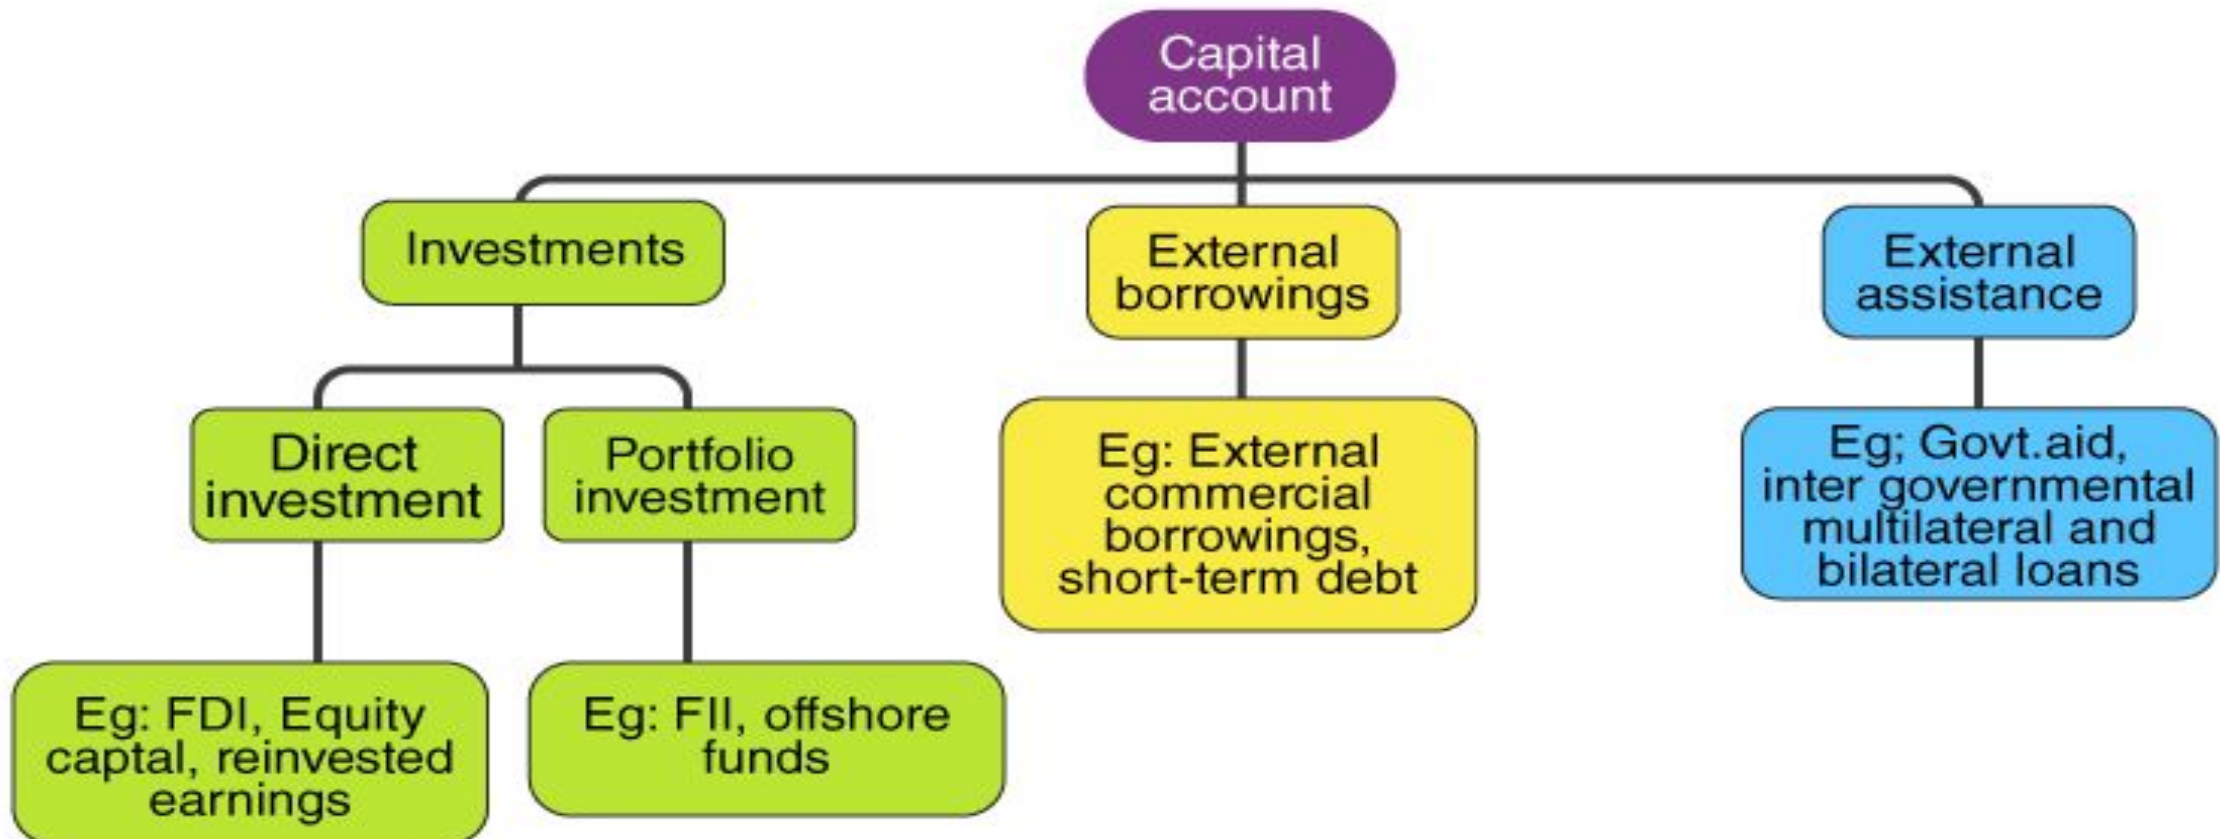 Capital
account
Investments
External
borrowings
External
assistance
Direct
investment
Portfolio
investment
Eg: External
commercial
borrowings,
short-term debt
Eg; Govt.aid,
inter governmental
multilateral and
bilateral loans
Eg: FDI, Equity
captal, reinvested
earnings
Eg: FII, offshore
funds